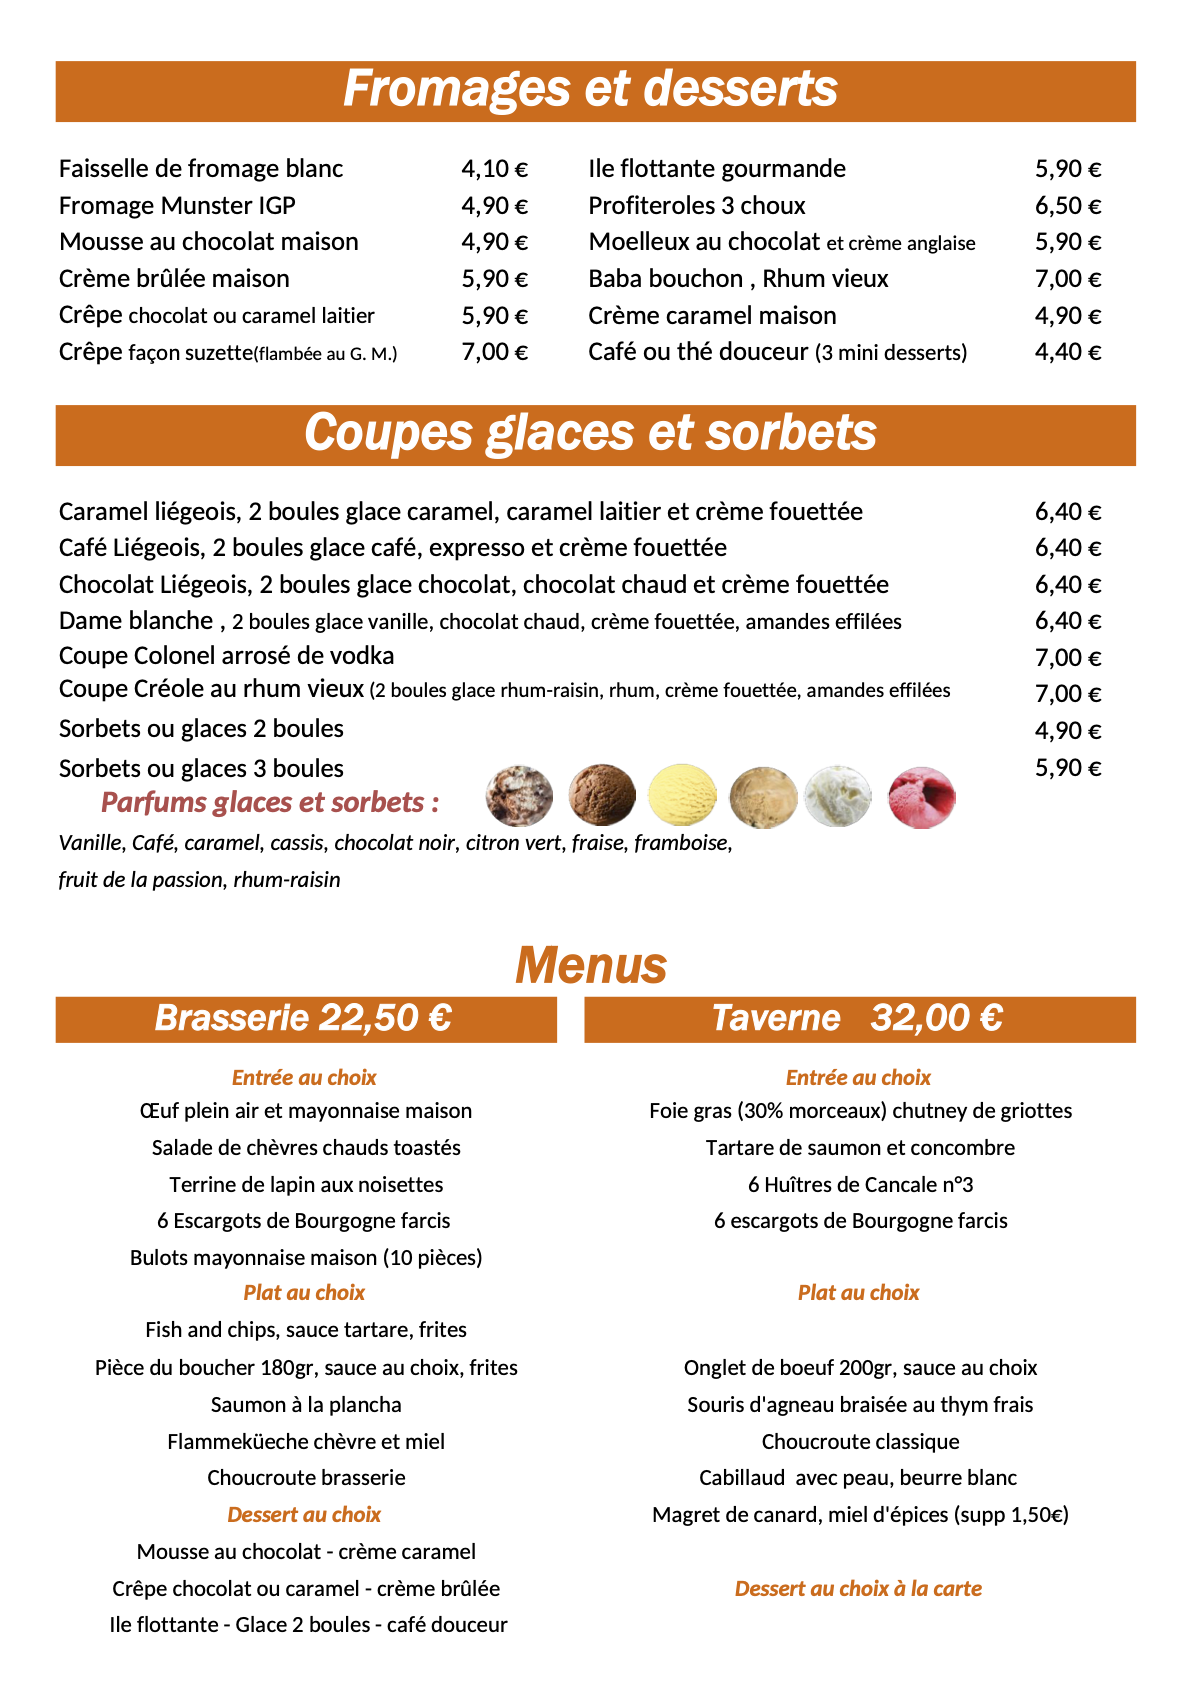 Fromages et desserts
Faisselle de fromage blanc 4,10 €
Fromage Munster IGP 4,90 €
Mousse au chocolat maison 4,90 €
Crème brûlée maison 5,90 €
Crêpe chocolat ou caramel laitier 5,90 €
Crêpe façon suzette(flambée au G. M.) 7,00 €
Ile flottante gourmande 5,90 €
Profiteroles 3 choux 6,50 €
Moelleux au chocolat et crème anglaise 5,90 €
Baba bouchon , Rhum vieux 7,00 €
Crème caramel maison 4,90 €
Café ou thé douceur (3 mini desserts) 4,40 €
Coupes glaces et sorbets
Caramel liégeois, 2 boules glace caramel, caramel laitier et crème fouettée 6,40 €
Café Liégeois, 2 boules glace café, expresso et crème fouettée 6,40 €
Chocolat Liégeois, 2 boules glace chocolat, chocolat chaud et crème fouettée 6,40 €
Dame blanche , 2 boules glace vanille, chocolat chaud, crème fouettée, amandes effilées 6,40 €
Coupe Colonel arrosé de vodka 7,00 €
Coupe Créole au rhum vieux (2 boules glace rhum-raisin, rhum, crème fouettée, amandes effilées 7,00 €
Sorbets ou glaces 2 boules 4,90 €
Sorbets ou glaces 3 boules 5,90 €
Parfums glaces et sorbets :
Vanille, Café, caramel, cassis, chocolat noir, citron vert, fraise, framboise,
fruit de la passion, rhum-raisin
Menus
Brasserie 22,50 €
Entrée au choix
Œuf plein air et mayonnaise maison
Salade de chèvres chauds toastés
Terrine de lapin aux noisettes
6 Escargots de Bourgogne farcis
Bulots mayonnaise maison (10 pièces)
Plat au choix
Fish and chips, sauce tartare, frites
Pièce du boucher 180gr, sauce au choix, frites
Saumon à la plancha
Flammeküeche chèvre et miel
Choucroute brasserie
Dessert au choix
Mousse au chocolat - crème caramel
Crêpe chocolat ou caramel - crème brûlée
Ile flottante - Glace 2 boules - café douceur
Taverne 32,00 €
Entrée au choix
Foie gras (30% morceaux) chutney de griottes
Tartare de saumon et concombre
6 Huîtres de Cancale n°3
6 escargots de Bourgogne farcis
Plat au choix
Onglet de boeuf 200gr, sauce au choix
Souris d'agneau braisée au thym frais
Choucroute classique
Cabillaud avec peau, beurre blanc
Magret de canard, miel d'épices (supp 1,50€)
Dessert au choix à la carte